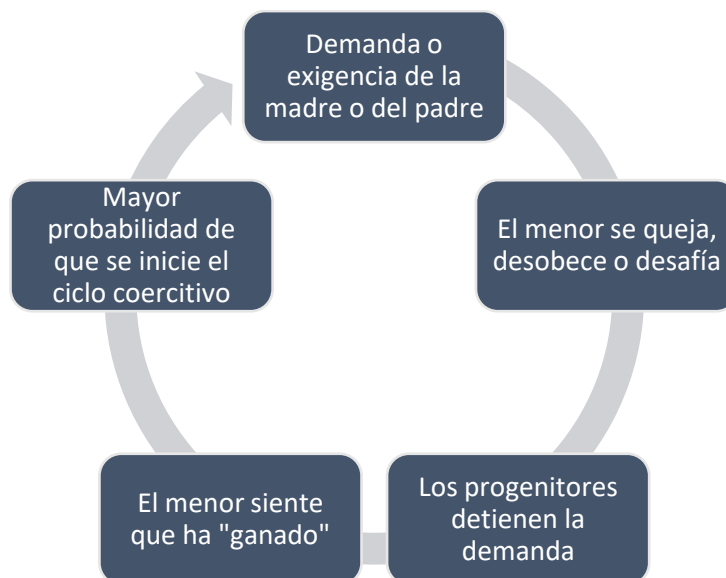 Demanda o
exigencia de la
madre o del padre
El menor se queja,
desobece o desafía
Los progenitores
detienen la
demanda
El menor siente
que ha "ganado"
Mayor
probabilidad de
que se inicie el
ciclo coercitivo